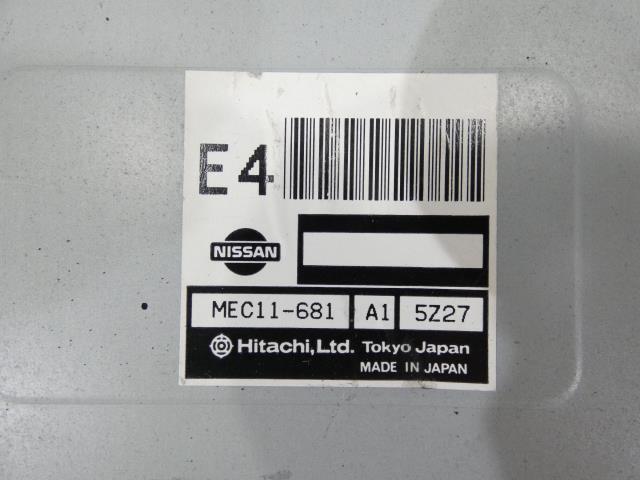 E4
NISSAN
MEC11-681 A1 5Z27
Hitachi,Ltd. Tokyo Japan
MADE IN JAPAN